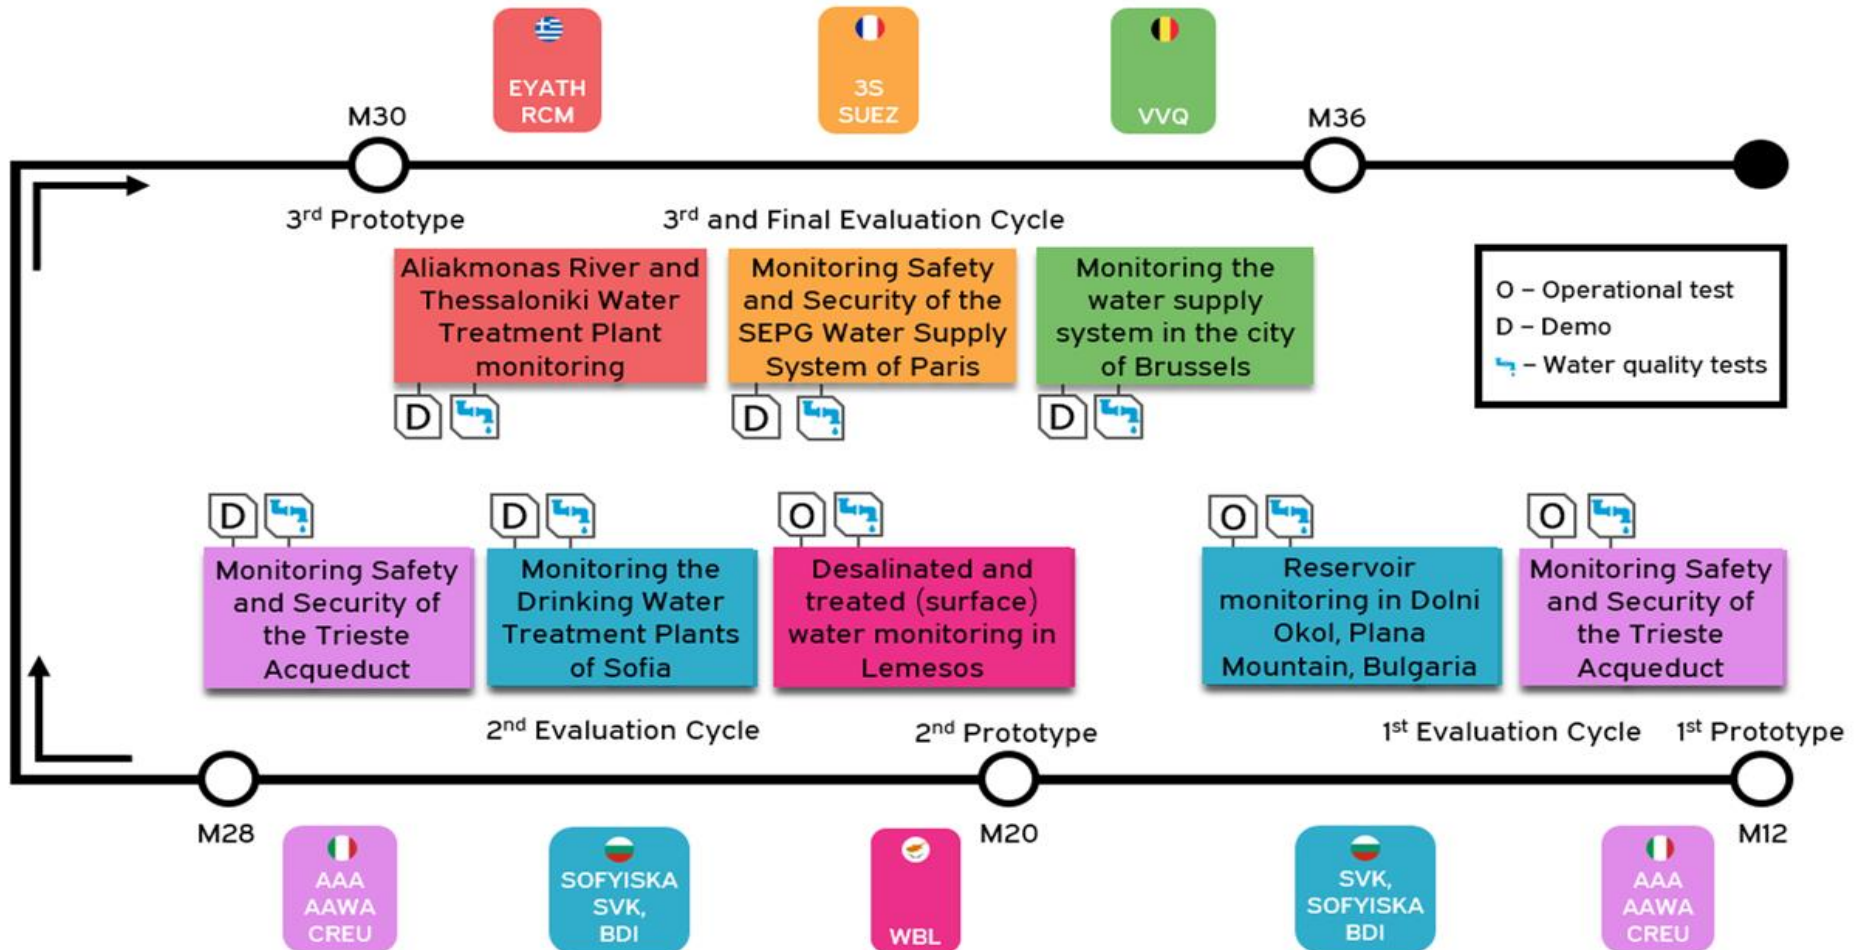 EYATH
RCM
3S
SUEZ
VVQ
M30
M36
3rd Prototype
3rd and Final Evaluation Cycle
Aliakmonas River and
Thessaloniki Water
Treatment Plant
monitoring
Monitoring Safety
and Security of the
SEPG Water Supply
System of Paris
Monitoring the
water supply
system in the city
of Brussels
O – Operational test
D – Demo
– Water quality tests
D
D
D
D
D
O
O
O
Monitoring Safety
and Security of
the Trieste
Acqueduct
Monitoring the
Drinking Water
Treatment Plants
of Sofia
Desalinated and
treated (surface)
water monitoring in
Lemesos
Reservoir
monitoring in Dolni
Okol, Plana
Mountain, Bulgaria
Monitoring Safety
and Security of
the Trieste
Acqueduct
2nd Evaluation Cycle
2nd Prototype
1st Evaluation Cycle
1st Prototype
M28
M20
M12
AAA
AAWA
CREU
SOFYISKA
SVK,
BDI
WBL
SVK,
SOFYISKA
BDI
AAA
AAWA
CREU